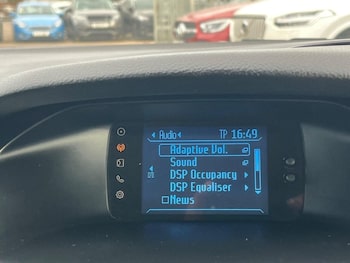 Audio
TP 16:49
Adaptive Vol.
Sound
DSP Occupancy
DSP Equaliser
News